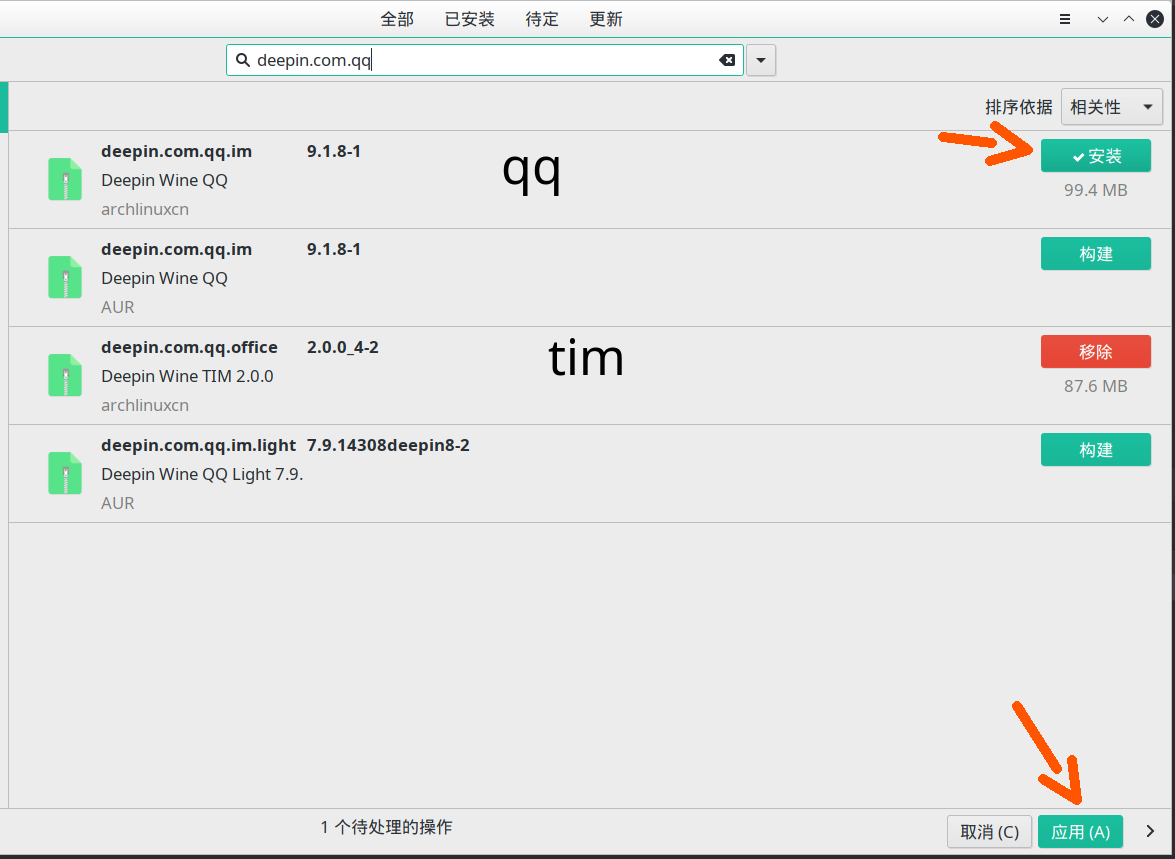 全部 已安装 待定 更新
deepin.com.qq
排序依据 相关性
deepin.com.qq.im 9.1.8-1
qq
安装
Deepin Wine QQ
99.4 MB
archlinuxcn
deepin.com.qq.im 9.1.8-1
构建
Deepin Wine QQ
AUR
deepin.com.qq.office 2.0.0_4-2
tim
移除
Deepin Wine TIM 2.0.0
87.6 MB
archlinuxcn
deepin.com.qq.im.light 7.9.14308deepin8-2
构建
Deepin Wine QQ Light 7.9.
AUR
1 个待处理的操作
取消 (C) 应用 (A)